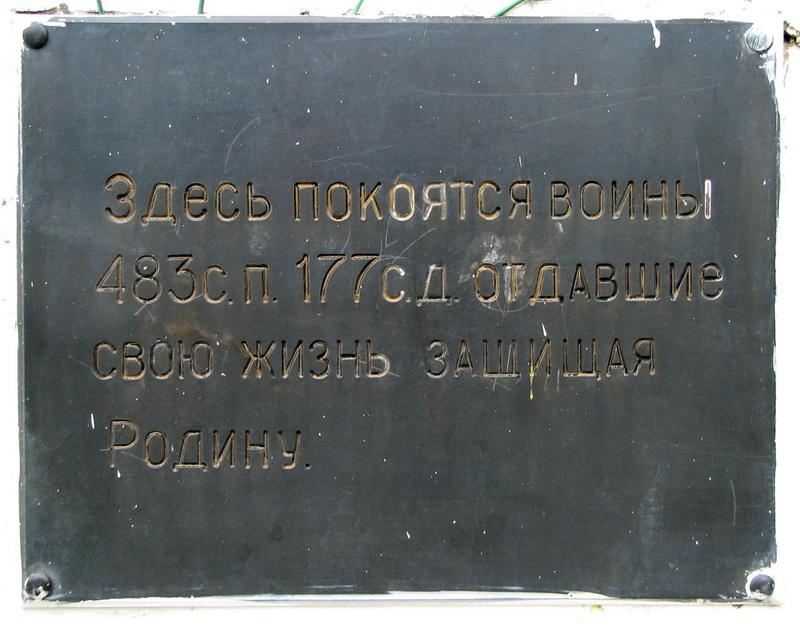 Здесь покоятся воины
483с.п. 177с.д. отдавшие
свою жизнь защищая
Родину.